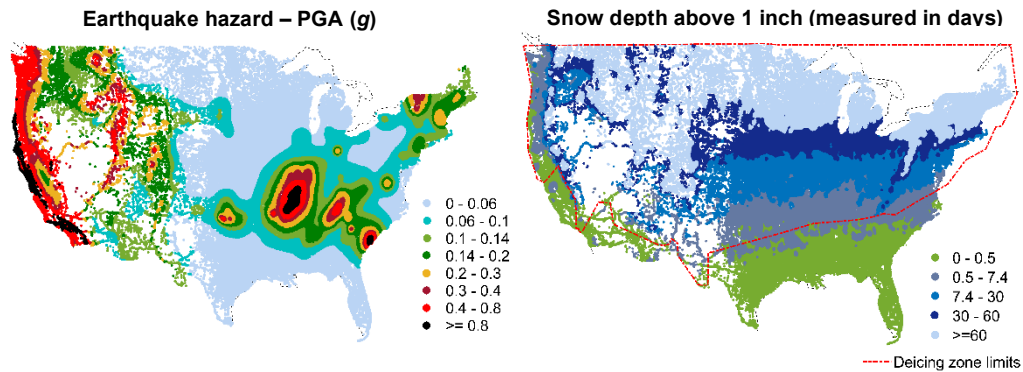 Earthquake hazard – PGA (g)
0 - 0.06
0.06 - 0.1
0.1 - 0.14
0.14 - 0.2
0.2 - 0.3
0.3 - 0.4
0.4 - 0.8
>= 0.8
Snow depth above 1 inch (measured in days)
0 - 0.5
0.5 - 7.4
7.4 - 30
30 - 60
>=60
Deicing zone limits